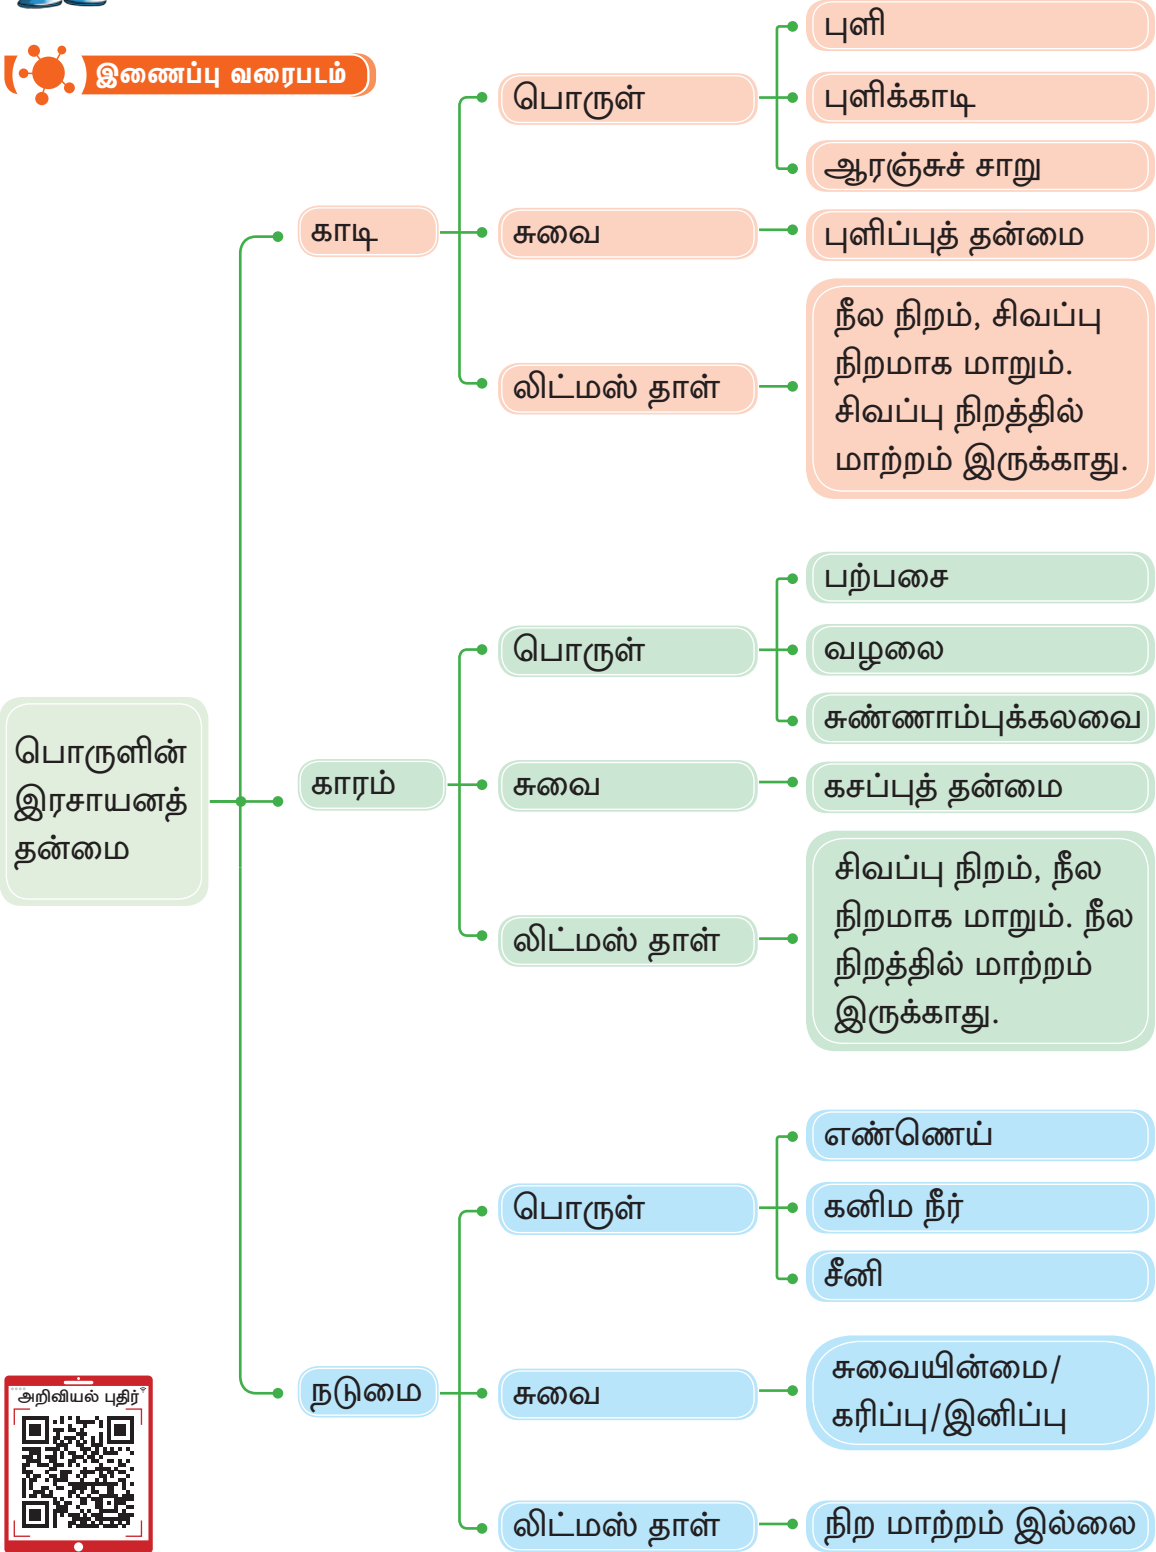 இணைப்பு வரைபடம்
பொருளின்
இரசாயனத்
தன்மை
காடி
பொருள்
புளி
புளிக்காடி
ஆரஞ்சுச் சாறு
சுவை
புளிப்புத் தன்மை
லிட்மஸ் தாள்
நீல நிறம், சிவப்பு
நிறமாக மாறும்.
சிவப்பு நிறத்தில்
மாற்றம் இருக்காது.
காரம்
பொருள்
பற்பசை
வழலை
சுண்ணாம்புக்கலவை
சுவை
கசப்புத் தன்மை
லிட்மஸ் தாள்
சிவப்பு நிறம், நீல
நிறமாக மாறும். நீல
நிறத்தில் மாற்றம்
இருக்காது.
நடுமை
பொருள்
எண்ணெய்
கனிம நீர்
சீனி
சுவை
சுவையின்மை/
கரிப்பு/இனிப்பு
லிட்மஸ் தாள்
நிற மாற்றம் இல்லை
அறிவியல் புதிர்